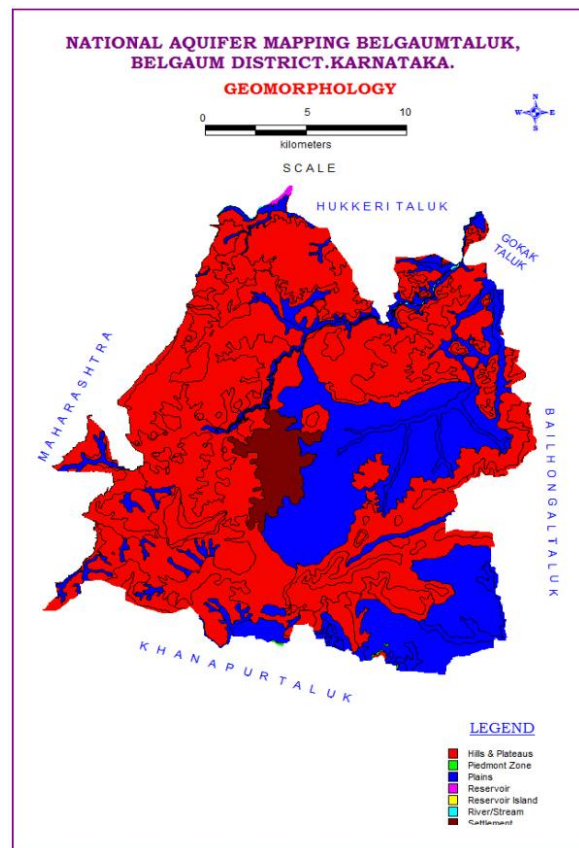 NATIONAL AQUIFER MAPPING BELGAUMTALUK,
BELGAUM DISTRICT.KARNATAKA.
GEOMORPHOLOGY
0 5 10
kilometers
SCALE
N
W E
S
HUKKERI TALUK
GOKAK
TALUK
MAHARASHTRA
BAILHONGALTALUK
KHANAPURTALUK
LEGEND
Hills & Plateaus
Piedmont Zone
Plains
Reservoir
Reservoir Island
River/Stream
Settlement